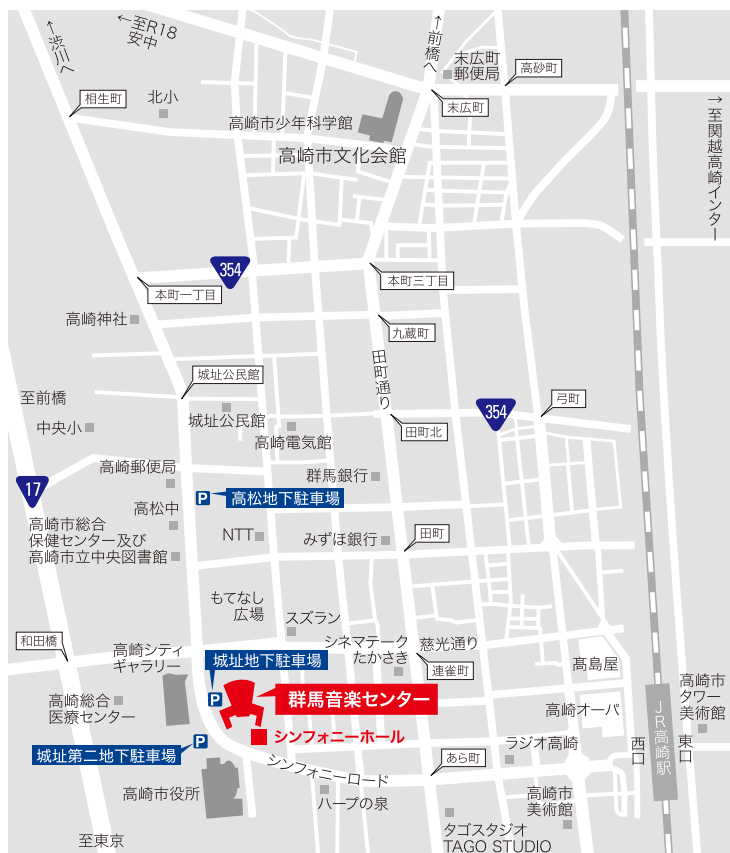 ←至R18
安中
←渋川へ
←前橋へ
末広町
郵便局
高砂町
相生町
北小
末広町
高崎市少年科学館
高崎市文化会館
→至関越高崎インター
354
本町一丁目
本町三丁目
高崎神社
九蔵町
田町通り
城址公民館
至前橋
354
弓町
城址公民館
中央小
田町北
高崎電気館
高崎郵便局
群馬銀行
17
P
高松地下駐車場
高松中
高崎市総合
保健センター及び
高崎市立中央図書館
NTT
みずほ銀行
田町
もてなし
広場
スズラン
和田橋
高崎シティ
ギャラリー
シネマテーク
たかさき
慈光通り
城址地下駐車場
連雀町
髙島屋
P
群馬音楽センター
高崎総合
医療センター
高崎市
タワー
美術館
高崎オーパ
JR高崎駅
西口
東口
シンフォニーホール
P
城址第二地下駐車場
ラジオ高崎
あら町
シンフォニーロード
高崎市役所
ハープの泉
高崎市
美術館
タゴスタジオ
TAGO STUDIO
至東京